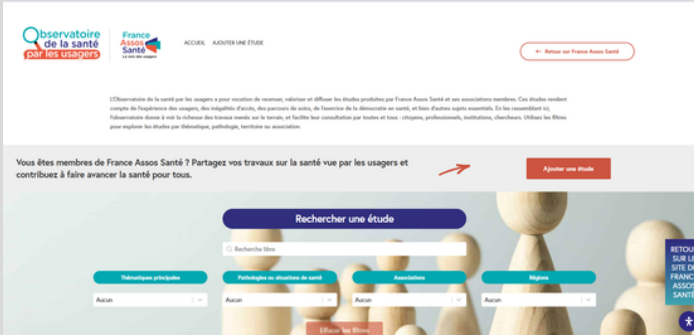 Observatoire
de la santé
par les usagers
France
Assos
Santé
La voix des usagers
ACCUEIL AJOUTER UNE ÉTUDE
← Retour sur France Assos Santé
L'Observatoire de la santé par les usagers a pour vocation de recenser, valoriser et diffuser les études produites par France Assos Santé et ses associations membres. Ces études rendent
compte de l'expérience des usagers, des inégalités d'accès, des parcours de soins, de l'exercice de la démocratie en santé, et bien d'autres sujets essentiels. En les rassemblant ici,
l'observatoire donne à voir la richesse des travaux menés sur le terrain, et facilite leur consultation par toutes et tous : citoyens, professionnels, institutions, chercheurs. Utilisez les filtres
pour explorer les études par thématique, pathologie, territoire ou association.
Vous êtes membres de France Assos Santé ? Partagez vos travaux sur la santé vue par les usagers et
contribuez à faire avancer la santé pour tous.
Ajouter une étude
Rechercher une étude
Recherche libre
Thématiques principales Pathologies ou situations de santé Associations Régions
Aucun Aucun Aucun Aucun
Effacer les filtres
RETOUR
SUR LE
SITE DE
FRANCE
ASSOS
SANTÉ